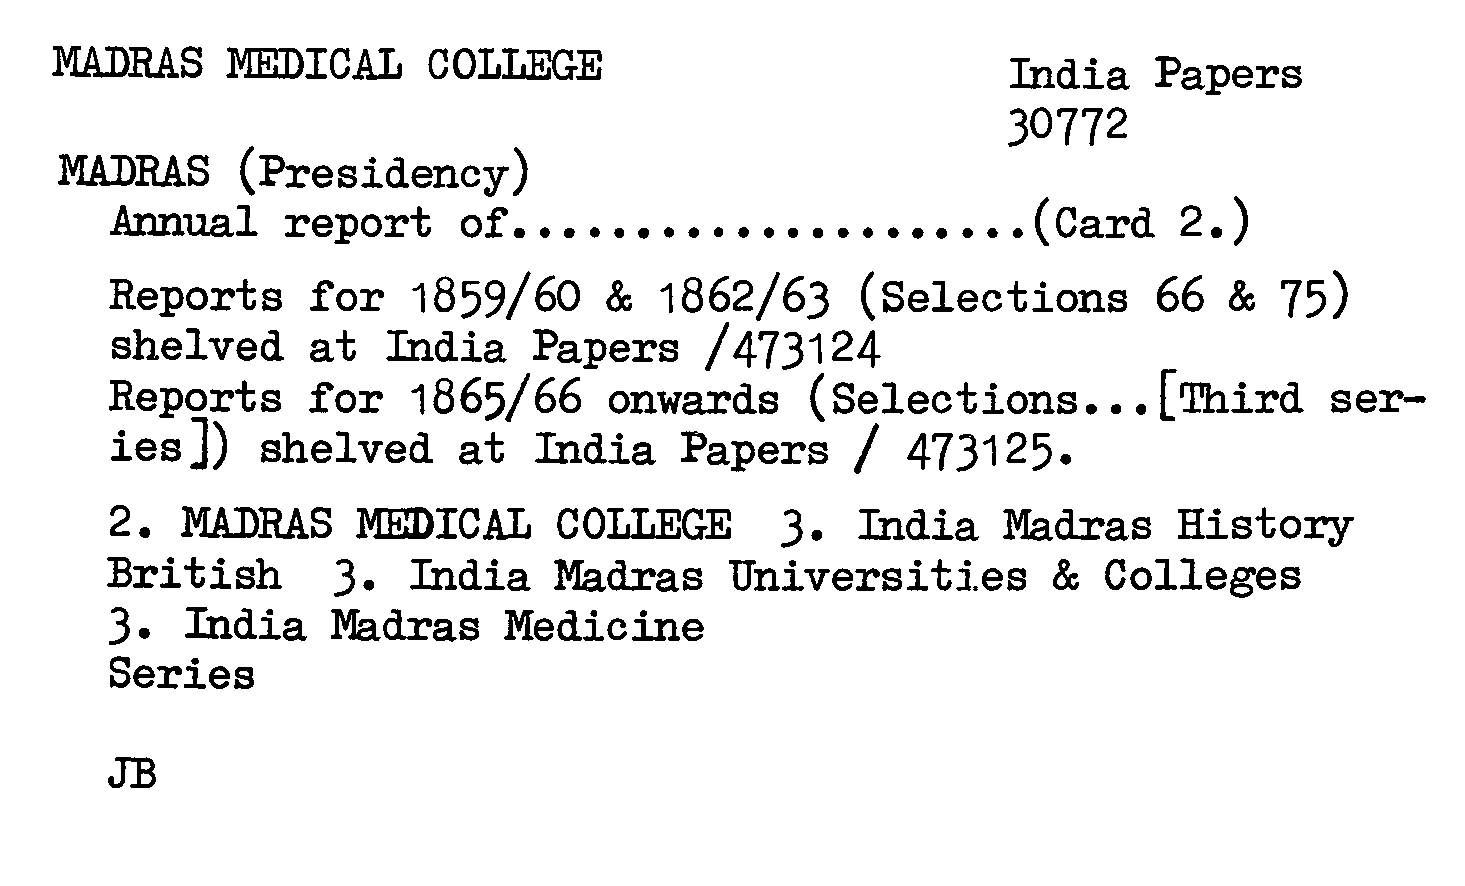 MADRAS MEDICAL COLLEGE
India Papers
30772
MADRAS (Presidency)
Annual report of.....................(Card 2.)
Reports for 1859/60 & 1862/63 (Selections 66 & 75)
shelved at India Papers /473124
Reports for 1865/66 onwards (Selections...[Third ser-
ies]) shelved at India Papers / 473125.
2. MADRAS MEDICAL COLLEGE 3. India Madras History
British 3. India Madras Universities & Colleges
3. India Madras Medicine
Series
JB